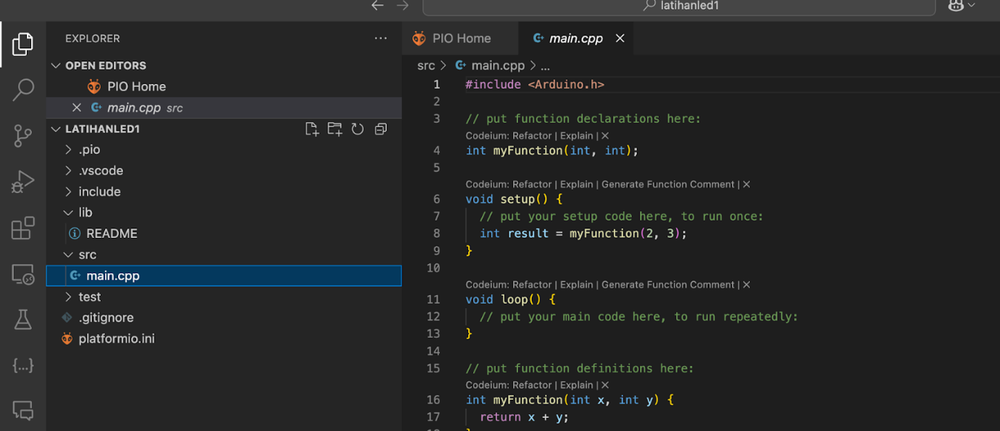 latihanled1
EXPLORER
OPEN EDITORS
PIO Home
main.cpp src
LATIHANLED1
.pio
.vscode
include
lib
README
src
main.cpp
test
.gitignore
platformio.ini
PIO Home
main.cpp
src > main.cpp > ...
1 #include <Arduino.h>
2
3 // put function declarations here:
Codeium: Refactor | Explain | ✕
4 int myFunction(int, int);
5
Codeium: Refactor | Explain | Generate Function Comment | ✕
6 void setup() {
7 // put your setup code here, to run once:
8 int result = myFunction(2, 3);
9 }
10
Codeium: Refactor | Explain | Generate Function Comment | ✕
11 void loop() {
12 // put your main code here, to run repeatedly:
13 }
14
15 // put function definitions here:
Codeium: Refactor | Explain | ✕
16 int myFunction(int x, int y) {
17 return x + y;